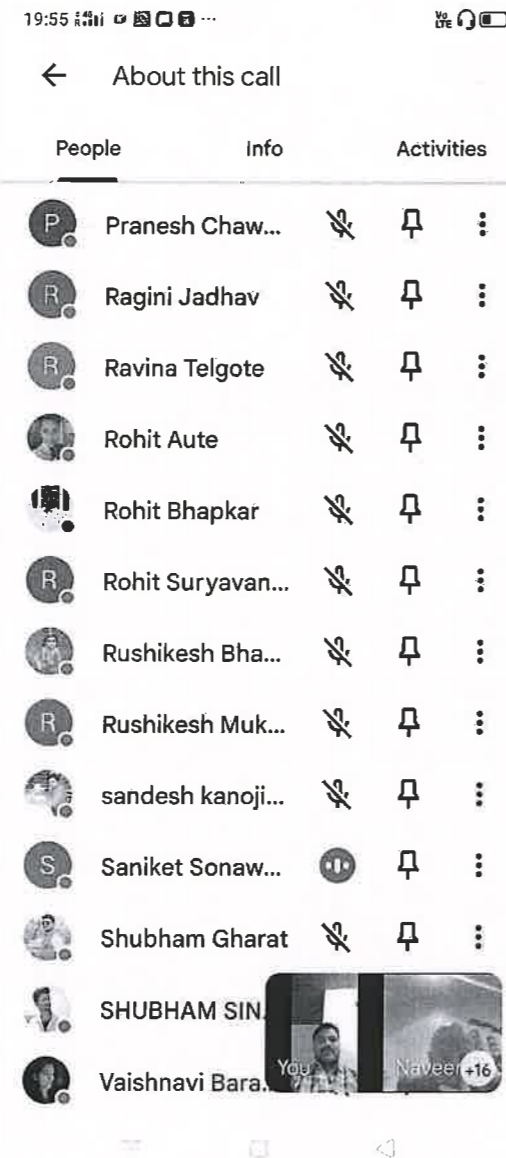 19:55
About this call
People Info Activities
P Pranesh Chaw...
R Ragini Jadhav
R Ravina Telgote
Rohit Aute
Rohit Bhapkar
R Rohit Suryavan...
Rushikesh Bha...
R Rushikesh Muk...
sandesh kanoji...
S Saniket Sonaw...
Shubham Gharat
SHUBHAM SIN.
You Naveen +16
Vaishnavi Bara..